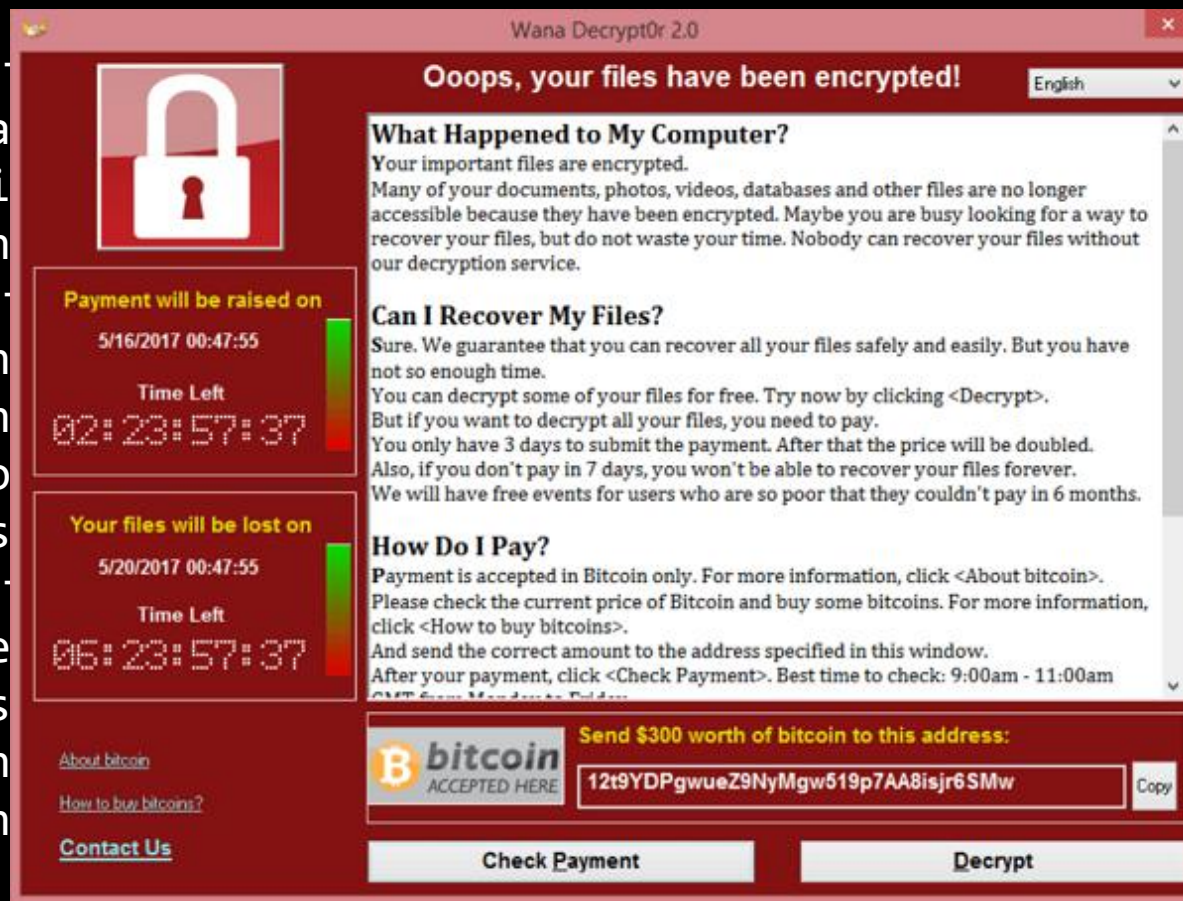 Wana Decrypt0r 2.0
Ooops, your files have been encrypted!
English
What Happened to My Computer?
Your important files are encrypted.
Many of your documents, photos, videos, databases and other files are no longer
accessible because they have been encrypted. Maybe you are busy looking for a way to
recover your files, but do not waste your time. Nobody can recover your files without
our decryption service.
Can I Recover My Files?
Sure. We guarantee that you can recover all your files safely and easily. But you have
not so enough time.
You can decrypt some of your files for free. Try now by clicking <Decrypt>.
But if you want to decrypt all your files, you need to pay.
You only have 3 days to submit the payment. After that the price will be doubled.
Also, if you don't pay in 7 days, you won't be able to recover your files forever.
We will have free events for users who are so poor that they couldn't pay in 6 months.
How Do I Pay?
Payment is accepted in Bitcoin only. For more information, click <About bitcoin>.
Please check the current price of Bitcoin and buy some bitcoins. For more information,
click <How to buy bitcoins>.
And send the correct amount to the address specified in this window.
After your payment, click <Check Payment>. Best time to check: 9:00am - 11:00am
GMT from Monday to Friday.
Payment will be raised on
5/16/2017 00:47:55
Time Left
02:23:57:37
Your files will be lost on
5/20/2017 00:47:55
Time Left
06:23:57:37
About bitcoin
How to buy bitcoins?
Contact Us
bitcoin
ACCEPTED HERE
Send $300 worth of bitcoin to this address:
12t9YDPgwueZ9NyMgw519p7AA8isjr6SMw
Copy
Check Payment
Decrypt